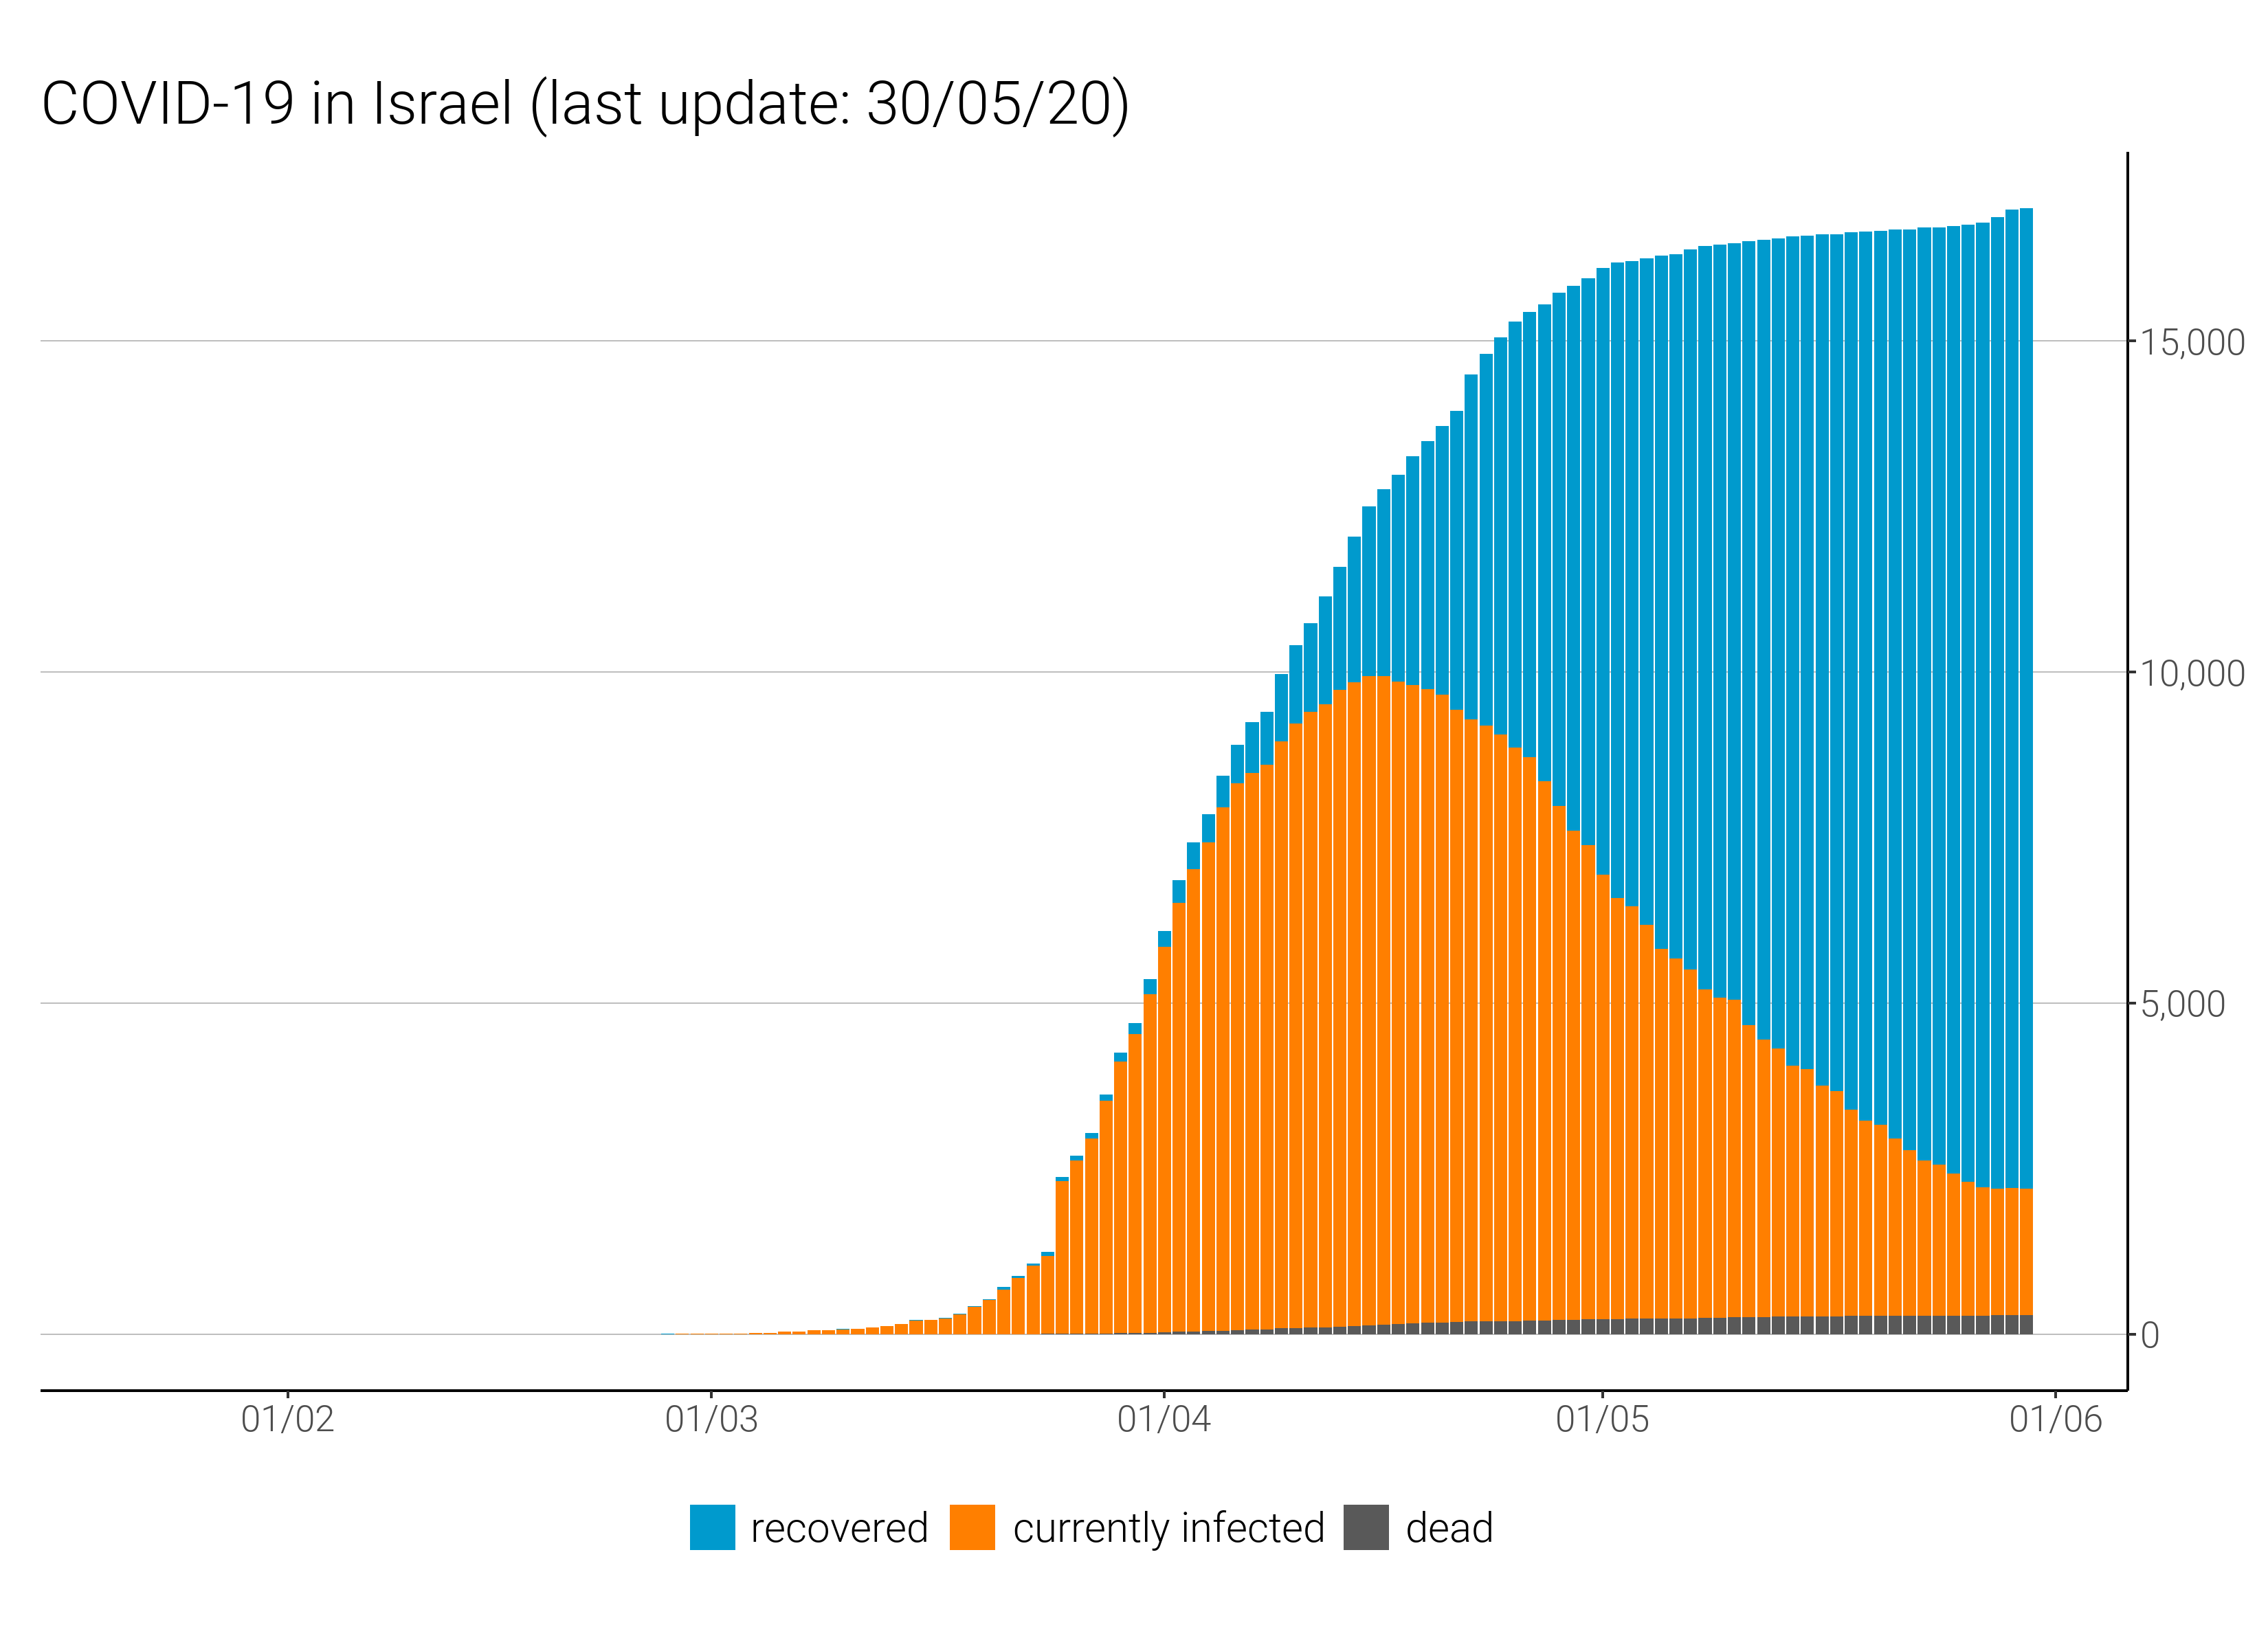 COVID-19 in Israel (last update: 30/05/20)
15,000
10,000
5,000
0
01/02 01/03 01/04 01/05 01/06
recovered currently infected dead